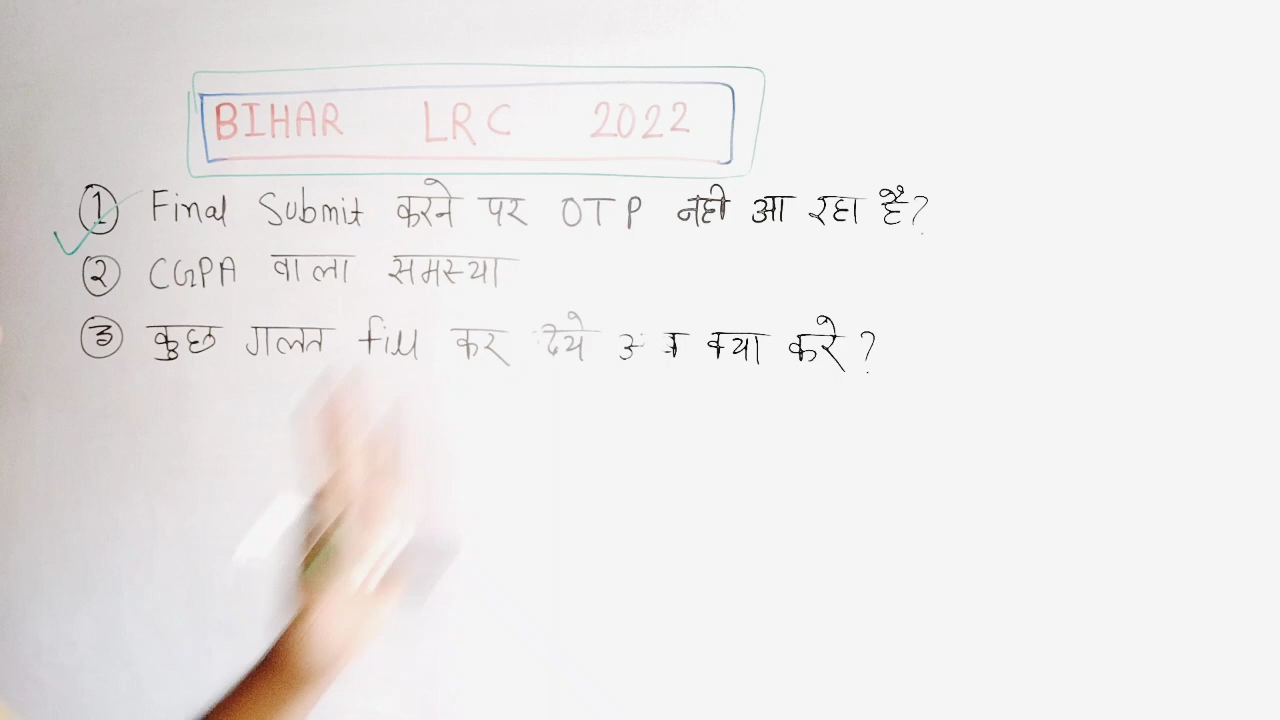 BIHAR LRC 2022
① Final Submit करने पर OTP नही आ रहा है?
② CGPA वाला समस्या
③ कुछ गलत fill कर दिये अब क्या करे?